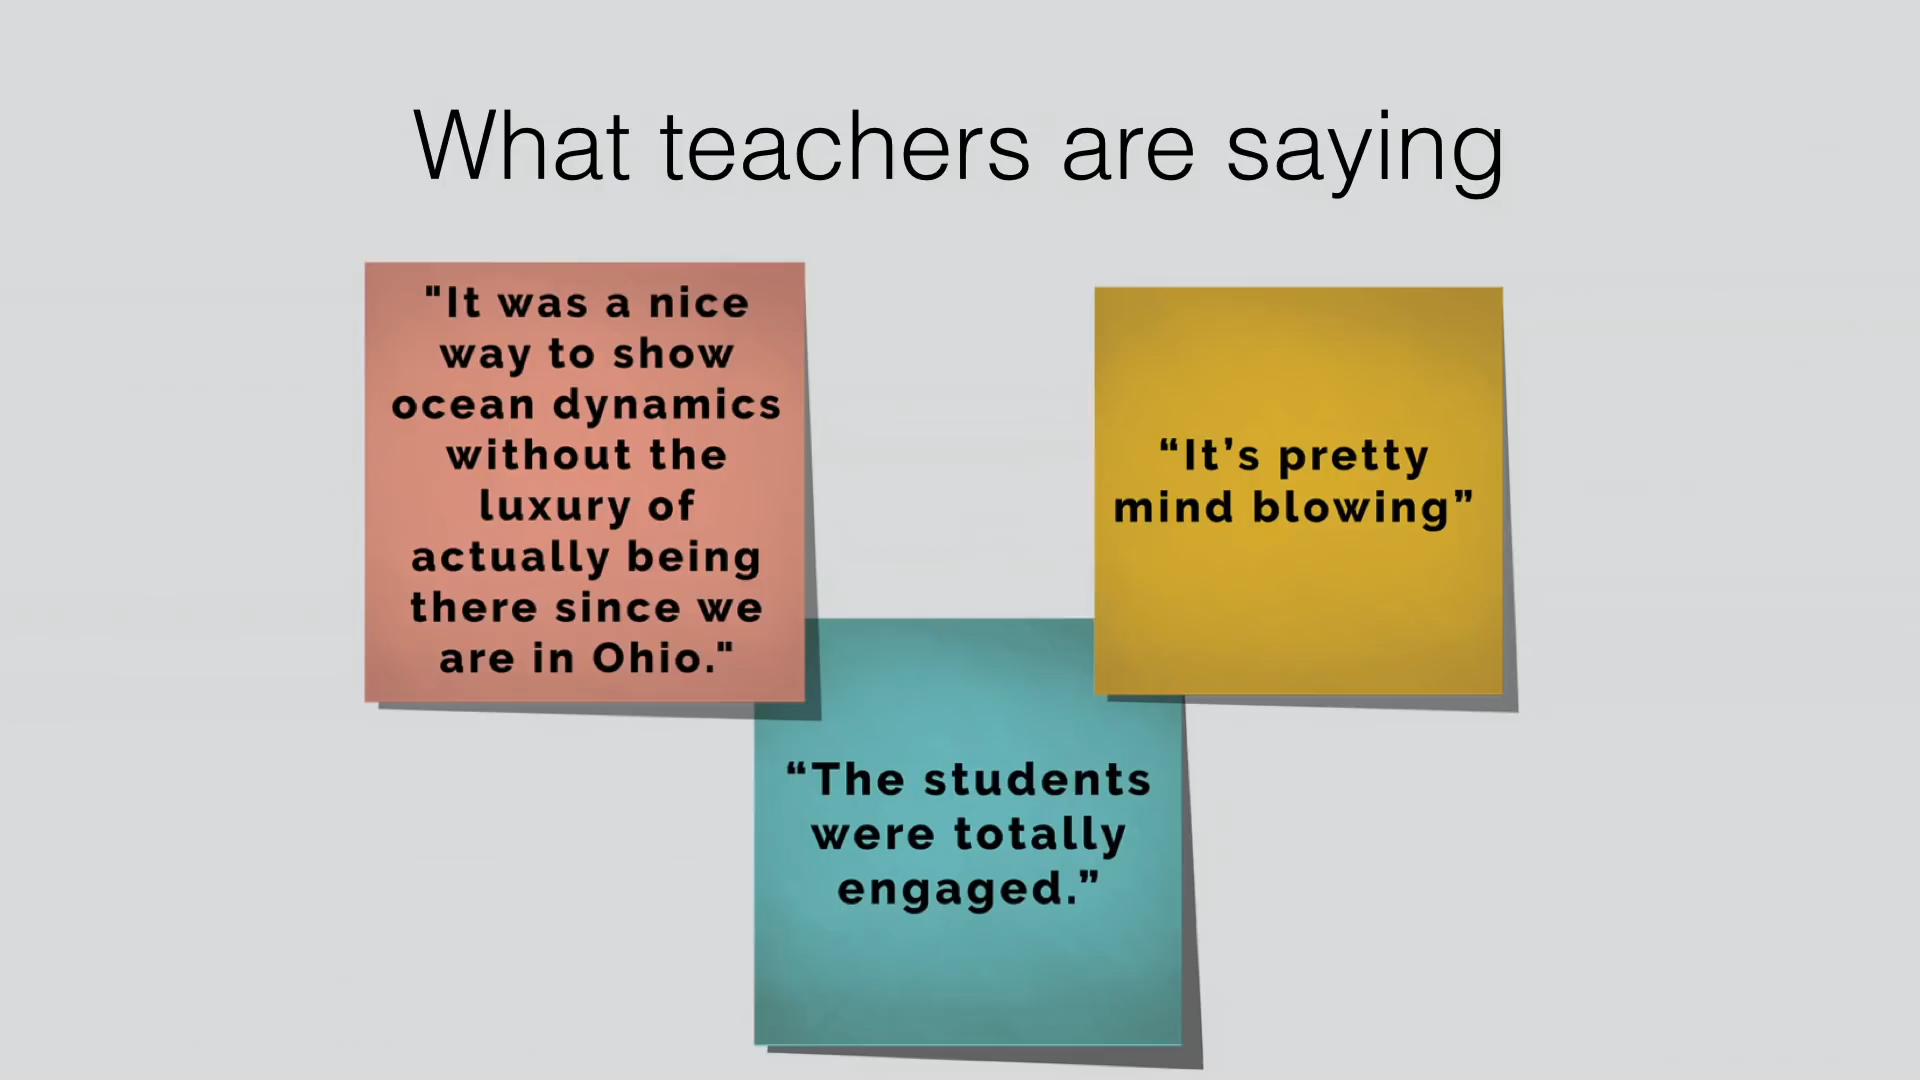 What teachers are saying
"It was a nice
way to show
ocean dynamics
without the
luxury of
actually being
there since we
are in Ohio."
“It’s pretty
mind blowing”
“The students
were totally
engaged.”